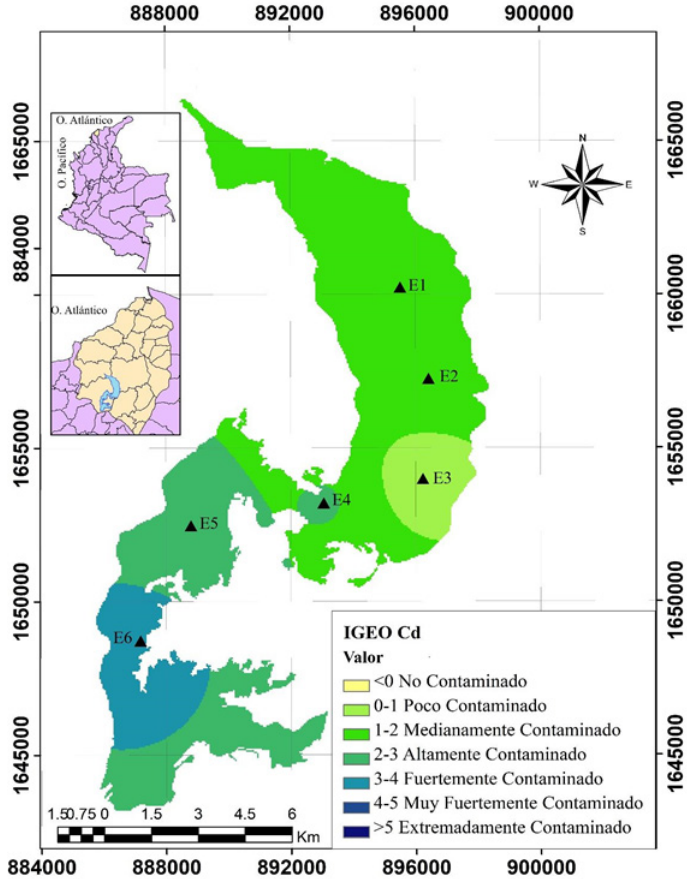 888000 892000 896000 900000
O. Atlántico
O. Pacífico
O. Atlántico
1665000
884000
1655000
1650000
1645000
1665000
1660000
1655000
1650000
1645000
N
W E
S
E1
E2
E3
E4
E5
E6
IGEO Cd
Valor
<0 No Contaminado
0-1 Poco Contaminado
1-2 Medianamente Contaminado
2-3 Altamente Contaminado
3-4 Fuertemente Contaminado
4-5 Muy Fuertemente Contaminado
>5 Extremadamente Contaminado
1.5 0.75 0 1.5 3 4.5 6
Km
884000 888000 892000 896000 900000